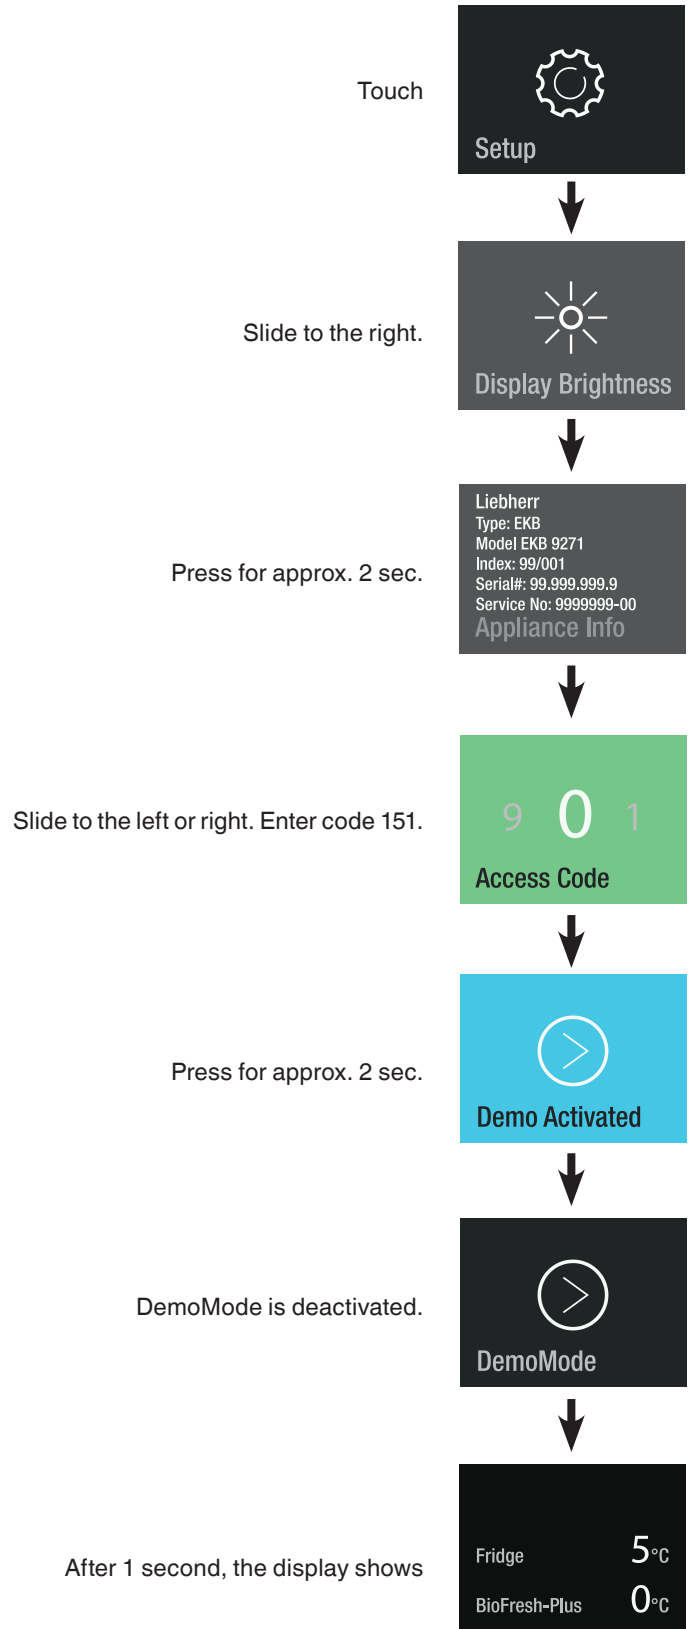 Touch
Setup
Slide to the right.
Display Brightness
Press for approx. 2 sec.
Liebherr
Type: EKB
Model EKB 9271
Index: 99/001
Serial#: 99.999.999.9
Service No: 9999999-00
Appliance Info
Slide to the left or right. Enter code 151.
9 0 1
Access Code
Press for approx. 2 sec.
Demo Activated
DemoMode is deactivated.
DemoMode
After 1 second, the display shows
Fridge 5°C
BioFresh-Plus 0°C